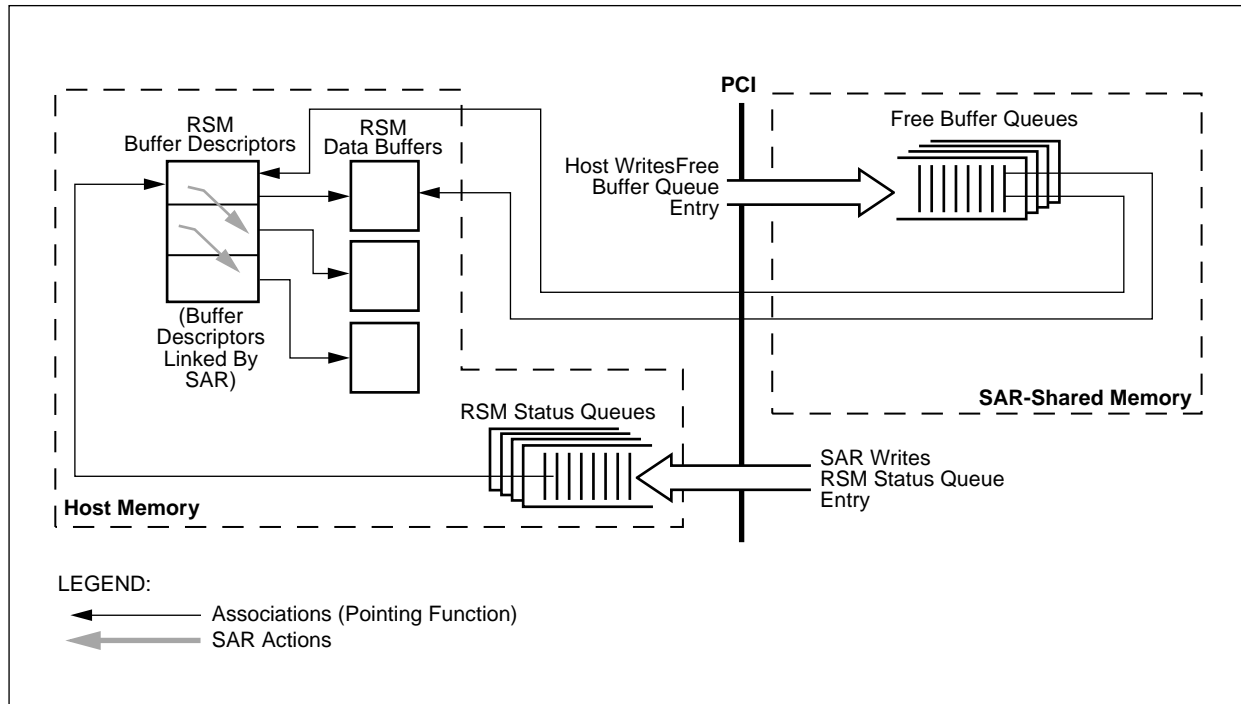 PCI
RSM
Buffer Descriptors
RSM
Data Buffers
Free Buffer Queues
Host WritesFree
Buffer Queue
Entry
(Buffer
Descriptors
Linked By
SAR)
SAR-Shared Memory
RSM Status Queues
SAR Writes
RSM Status Queue
Entry
Host Memory
LEGEND:
Associations (Pointing Function)
SAR Actions